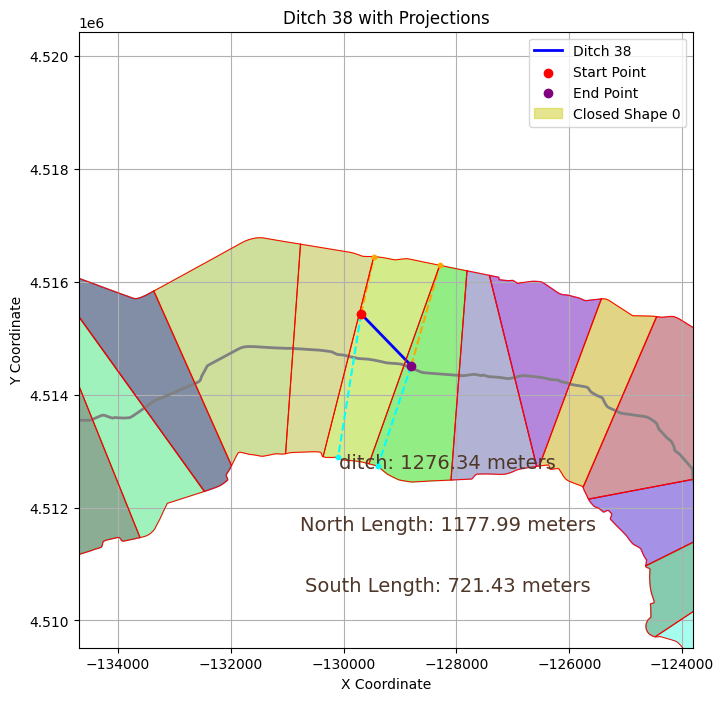 Ditch 38 with Projections
1e6
Ditch 38
Start Point
End Point
Closed Shape 0
4.520
4.518
4.516
4.514
4.512
4.510
Y Coordinate
ditch: 1276.34 meters
North Length: 1177.99 meters
South Length: 721.43 meters
−134000 −132000 −130000 −128000 −126000 −124000
X Coordinate